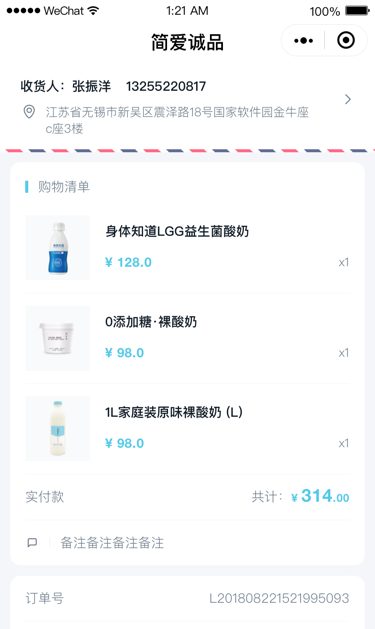 WeChat
1:21 AM
100%
简爱诚品
收货人：张振洋 13255220817
江苏省无锡市新吴区震泽路18号国家软件园金牛座
c座3楼
购物清单
身体知道LGG益生菌酸奶
¥ 128.0
x1
0添加糖·裸酸奶
¥ 98.0
x1
1L家庭装原味裸酸奶 (L)
¥ 98.0
x1
实付款
共计：¥ 314.00
备注备注备注备注
订单号
L201808221521995093